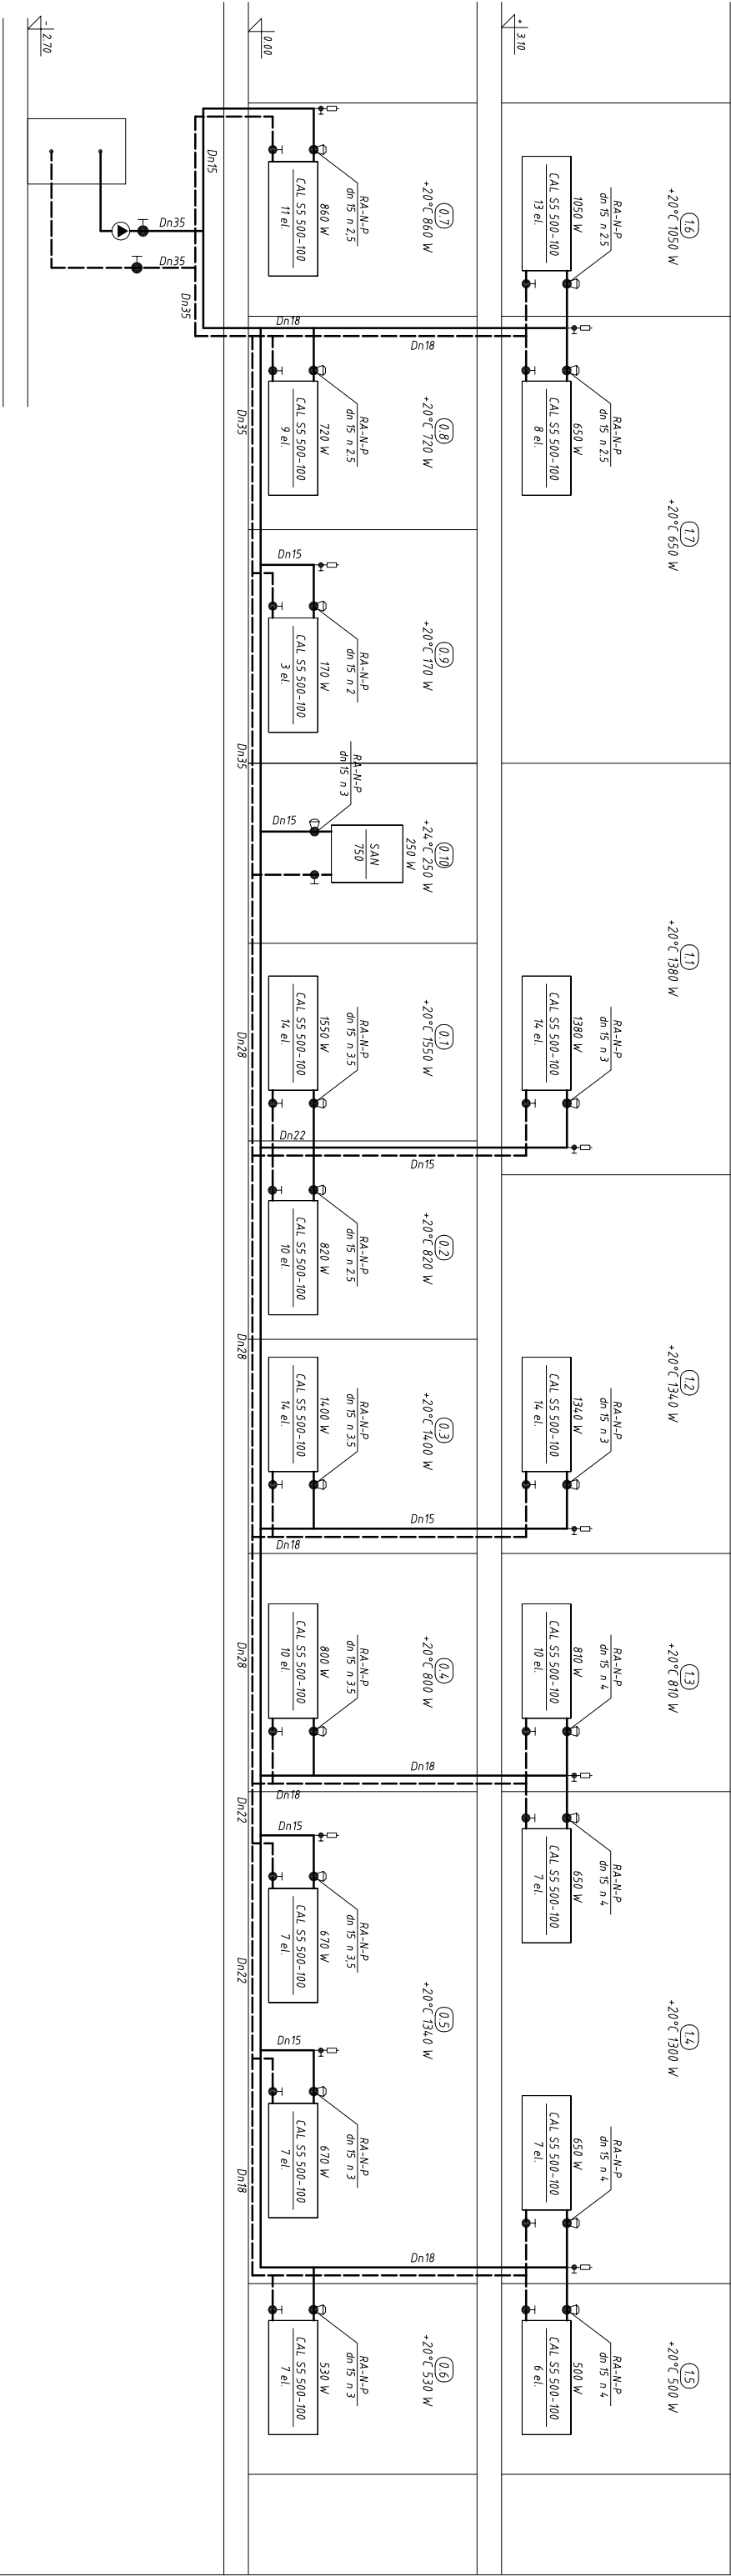 +
3.10
1.6
+20°C 1050 W
RA-N-P
dn 15 n 2.5
1050 W
CAL S5 500-100
13 el.
1.7
+20°C 650 W
RA-N-P
dn 15 n 2.5
650 W
CAL S5 500-100
8 el.
1.1
+20°C 1380 W
RA-N-P
dn 15 n 3
1380 W
CAL S5 500-100
14 el.
1.2
+20°C 1340 W
RA-N-P
dn 15 n 3
1340 W
CAL S5 500-100
14 el.
1.3
+20°C 810 W
RA-N-P
dn 15 n 4
810 W
CAL S5 500-100
10 el.
RA-N-P
dn 15 n 4
650 W
CAL S5 500-100
7 el.
1.4
+20°C 1300 W
RA-N-P
dn 15 n 4
650 W
CAL S5 500-100
7 el.
1.5
+20°C 500 W
RA-N-P
dn 15 n 4
500 W
CAL S5 500-100
6 el.
Dn18
Dn15
Dn15
Dn18
Dn18
0.00
0.7
+20°C 860 W
RA-N-P
dn 15 n 2,5
860 W
CAL S5 500-100
11 el.
Dn18
0.8
+20°C 720 W
RA-N-P
dn 15 n 2.5
720 W
CAL S5 500-100
9 el.
Dn15
0.9
+20°C 170 W
RA-N-P
dn 15 n 2
170 W
CAL S5 500-100
3 el.
RA-N-P
dn 15 n 3
Dn15
0.10
+24°C 250 W
250 W
SAN
750
0.1
+20°C 1550 W
RA-N-P
dn 15 n 3.5
1550 W
CAL S5 500-100
14 el.
Dn22
0.2
+20°C 820 W
RA-N-P
dn 15 n 2.5
820 W
CAL S5 500-100
10 el.
0.3
+20°C 1400 W
RA-N-P
dn 15 n 3.5
1400 W
CAL S5 500-100
14 el.
Dn18
0.4
+20°C 800 W
RA-N-P
dn 15 n 3.5
800 W
CAL S5 500-100
10 el.
Dn18
Dn15
RA-N-P
dn 15 n 3,5
670 W
CAL S5 500-100
7 el.
0.5
+20°C 1340 W
Dn15
RA-N-P
dn 15 n 3
670 W
CAL S5 500-100
7 el.
0.6
+20°C 530 W
RA-N-P
dn 15 n 3
530 W
CAL S5 500-100
7 el.
Dn35
Dn35
Dn28
Dn28
Dn28
Dn22
Dn22
Dn18
Dn15
Dn35
Dn35
Dn35
-
2.70